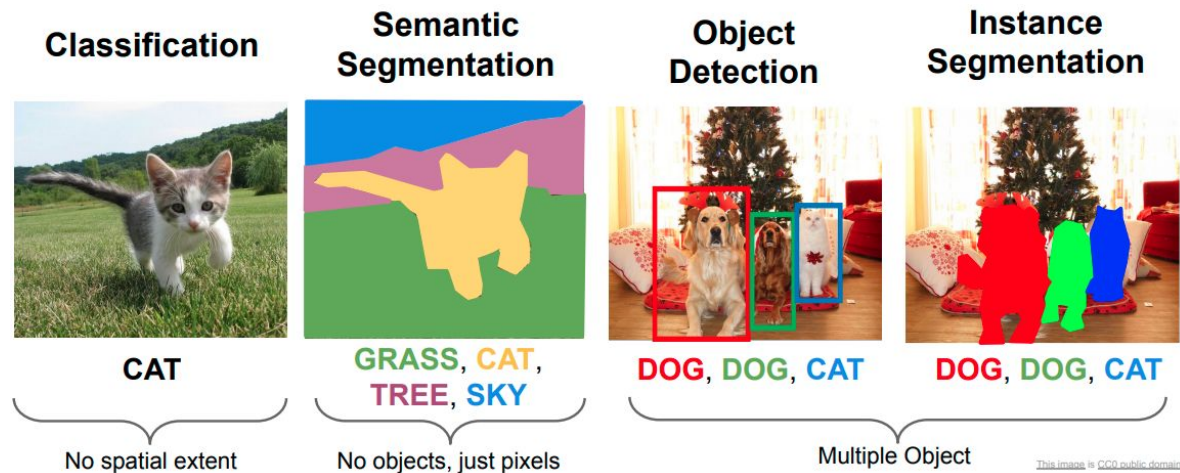 Classification
Semantic
Segmentation
Object
Detection
Instance
Segmentation
CAT
GRASS, CAT,
TREE, SKY
DOG, DOG, CAT
DOG, DOG, CAT
No spatial extent
No objects, just pixels
Multiple Object
This image is CC0 public domain